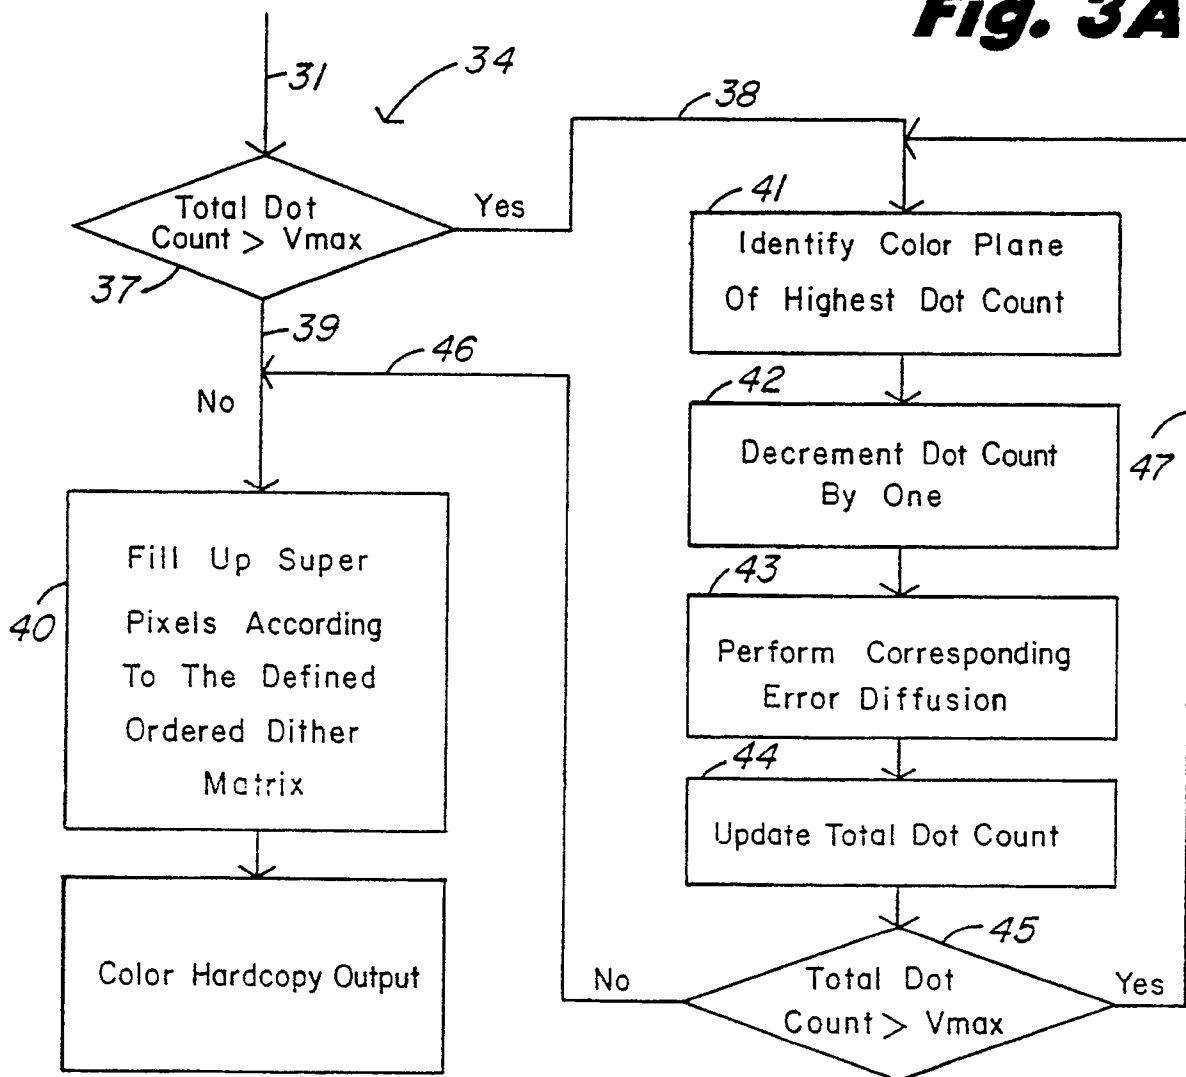 Fig. 3A
31
34
38
Total Dot
Count > Vmax
Yes
37
39
No
46
41
Identify Color Plane
Of Highest Dot Count
42
Decrement Dot Count
By One
47
43
Perform Corresponding
Error Diffusion
44
Update Total Dot Count
45
Total Dot
Count > Vmax
No
Yes
40
Fill Up Super
Pixels According
To The Defined
Ordered Dither
Matrix
Color Hardcopy Output